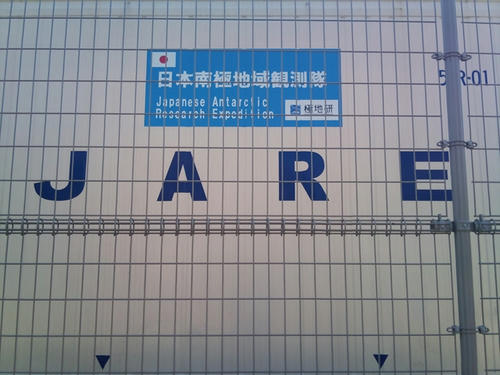 日本南極地域観測隊
Japanese Antarctic
Research Expedition
極地研
JARE